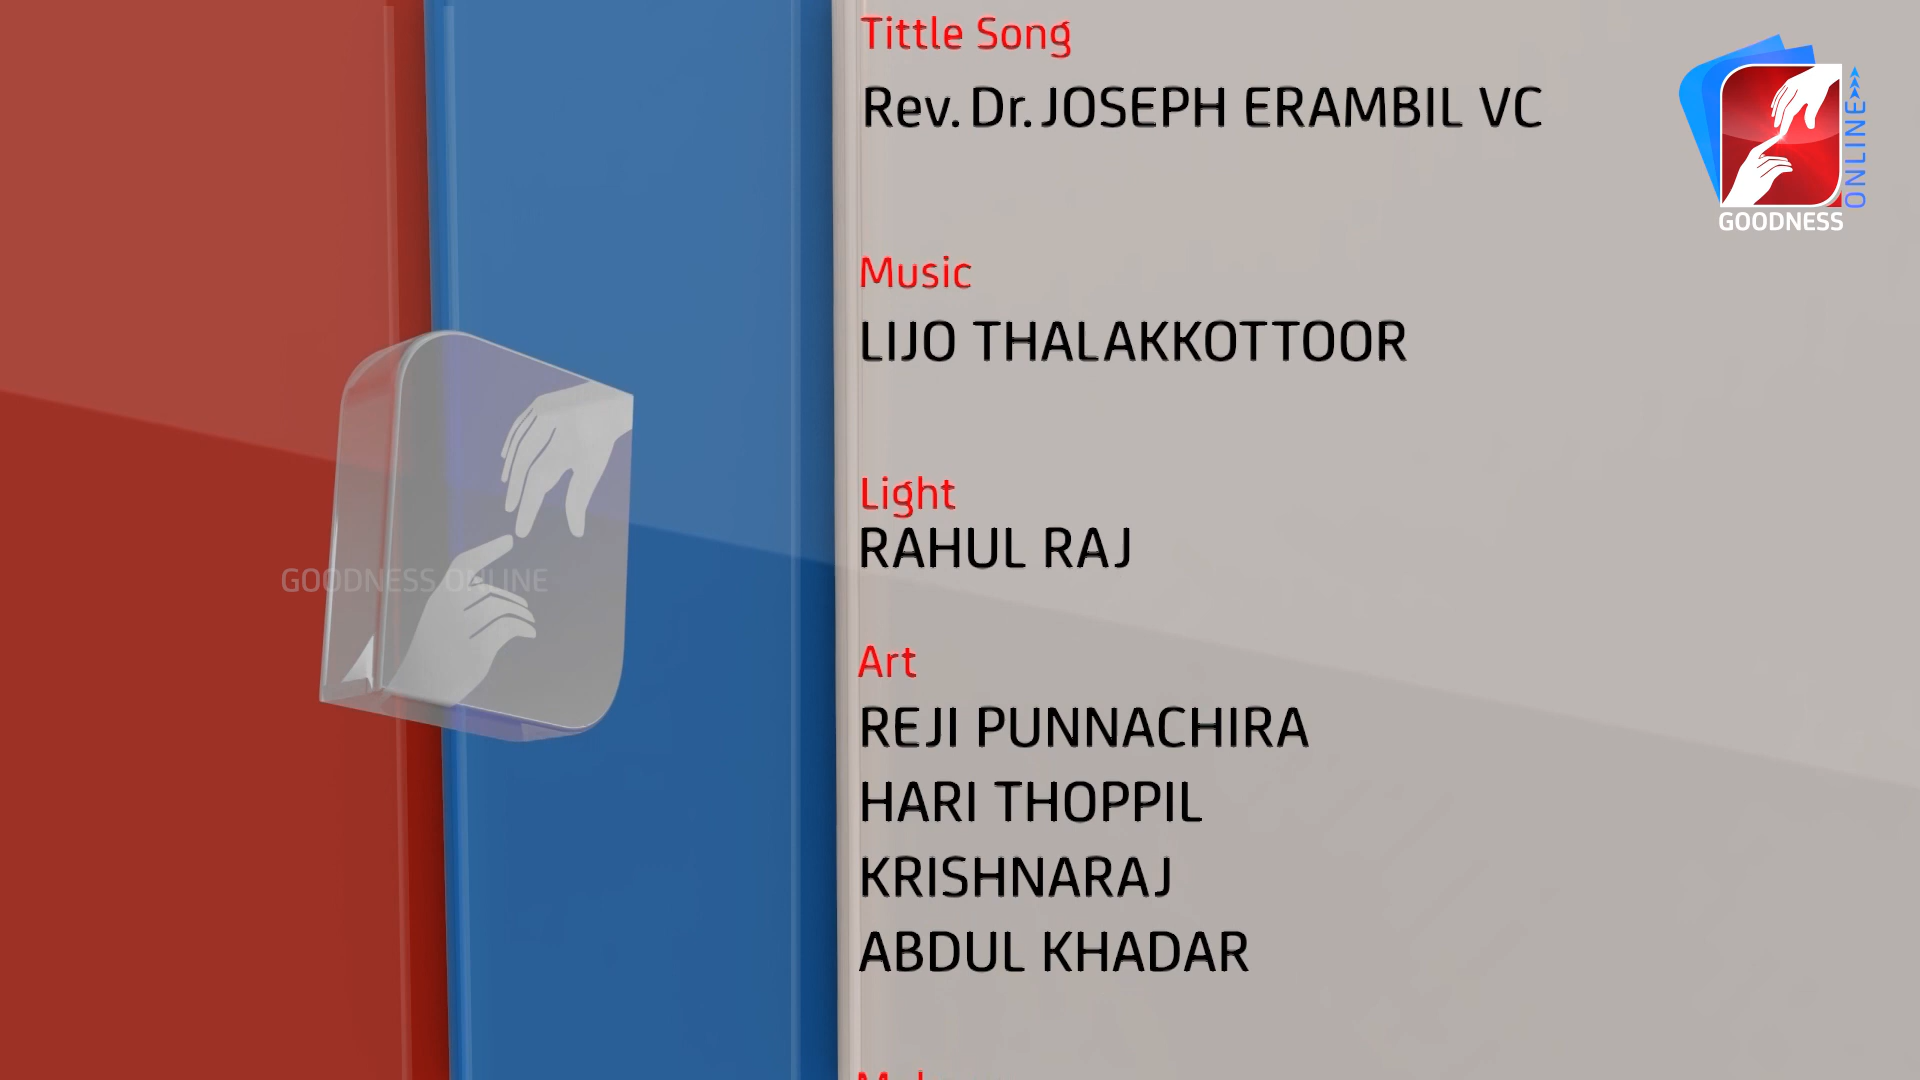 Tittle Song
Rev. Dr. JOSEPH ERAMBIL VC
Music
LIJO THALAKKOTTOOR
Light
RAHUL RAJ
Art
REJI PUNNACHIRA
HARI THOPPIL
KRISHNARAJ
ABDUL KHADAR
GOODNESS
ONLINE
GOODNESS ONLINE